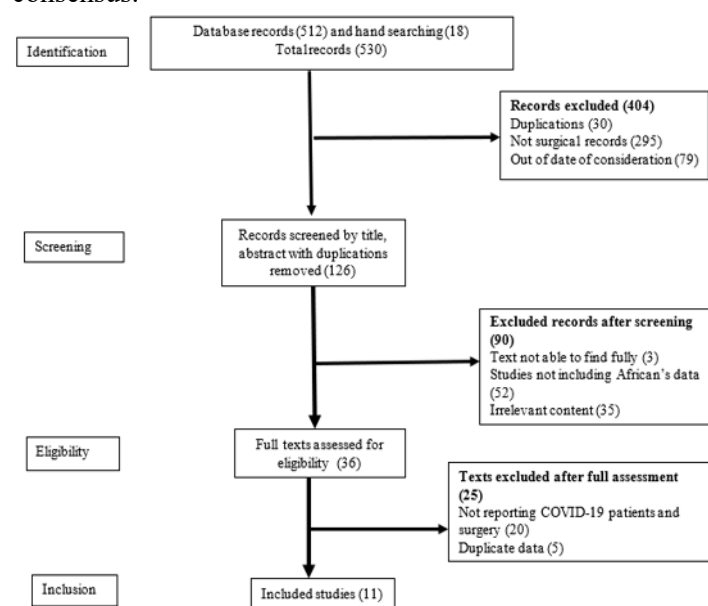 consensus.
Database records (512) and hand searching (18)
Total records (530)
Identification
Records excluded (404)
Duplications (30)
Not surgical records (295)
Out of date of consideration (79)
Records screened by title,
abstract with duplications
removed (126)
Screening
Excluded records after screening
(90)
Text not able to find fully (3)
Studies not including African's data
(52)
Irrelevant content (35)
Full texts assessed for
eligibility (36)
Eligibility
Texts excluded after full assessment
(25)
Not reporting COVID-19 patients and
surgery (20)
Duplicate data (5)
Inclusion
Included studies (11)